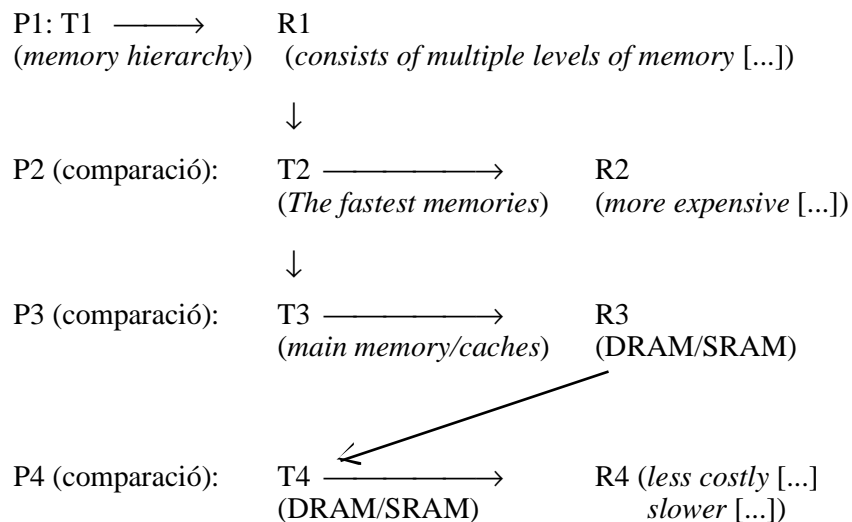 P1: T1 ⟶ R1
(memory hierarchy) (consists of multiple levels of memory [...])
↓
P2 (comparació): T2 ⟶ R2
(The fastest memories) (more expensive [...])
↓
P3 (comparació): T3 ⟶ R3
(main memory/caches) (DRAM/SRAM)
P4 (comparació): T4 ⟶ R4 (less costly [...]
(DRAM/SRAM) slower [...])